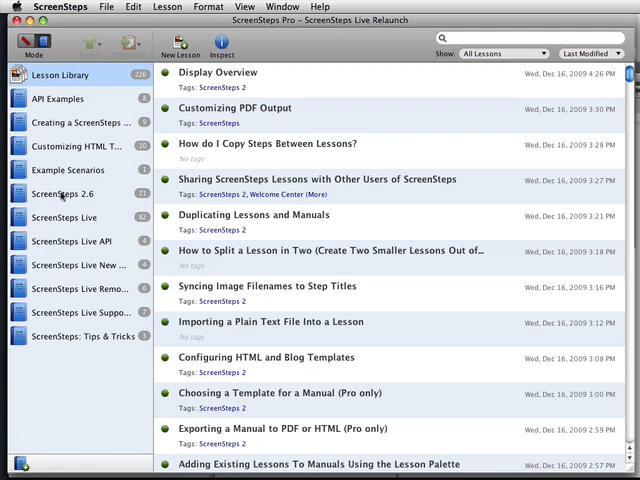 ScreenSteps File Edit Lesson Format View Window Help
ScreenSteps Pro – ScreenSteps Live Relaunch
Mode Format New Lesson Inspect
Show: All Lessons Last Modified
Lesson Library 226
API Examples 8
Creating a ScreenSteps ... 9
Customizing HTML T... 10
Example Scenarios 1
ScreenSteps 2.6 71
ScreenSteps Live 82
ScreenSteps Live API 4
ScreenSteps Live New ... 4
ScreenSteps Live Remo... 6
ScreenSteps Live Suppo... 7
ScreenSteps: Tips & Tricks 3
Display Overview Wed, Dec 16, 2009 4:26 PM
Tags: ScreenSteps 2
Customizing PDF Output Wed, Dec 16, 2009 3:30 PM
Tags: ScreenSteps
How do I Copy Steps Between Lessons? Wed, Dec 16, 2009 3:28 PM
No tags
Sharing ScreenSteps Lessons with Other Users of ScreenSteps Wed, Dec 16, 2009 3:27 PM
Tags: ScreenSteps 2, Welcome Center (More)
Duplicating Lessons and Manuals Wed, Dec 16, 2009 3:21 PM
Tags: ScreenSteps 2
How to Split a Lesson in Two (Create Two Smaller Lessons Out of... Wed, Dec 16, 2009 3:18 PM
No tags
Syncing Image Filenames to Step Titles Wed, Dec 16, 2009 3:16 PM
Tags: ScreenSteps 2
Importing a Plain Text File Into a Lesson Wed, Dec 16, 2009 3:12 PM
No tags
Configuring HTML and Blog Templates Wed, Dec 16, 2009 3:08 PM
Tags: ScreenSteps 2
Choosing a Template for a Manual (Pro only) Wed, Dec 16, 2009 3:00 PM
Tags: ScreenSteps 2
Exporting a Manual to PDF or HTML (Pro only) Wed, Dec 16, 2009 2:59 PM
Tags: ScreenSteps 2
Adding Existing Lessons To Manuals Using the Lesson Palette Wed, Dec 16, 2009 2:57 PM